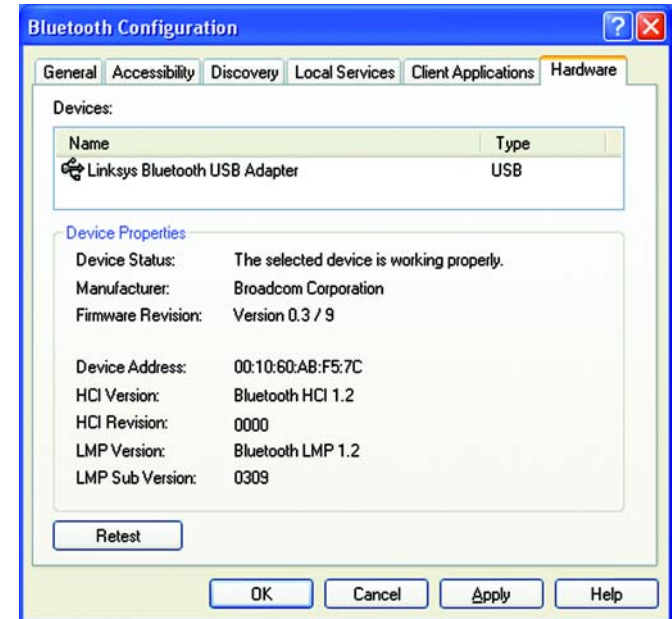 Bluetooth Configuration
General Accessibility Discovery Local Services Client Applications Hardware
Devices:
Name Type
Linksys Bluetooth USB Adapter USB
Device Properties
Device Status: The selected device is working properly.
Manufacturer: Broadcom Corporation
Firmware Revision: Version 0.3 / 9
Device Address: 00:10:60:AB:F5:7C
HCI Version: Bluetooth HCI 1.2
HCI Revision: 0000
LMP Version: Bluetooth LMP 1.2
LMP Sub Version: 0309
Retest
OK Cancel Apply Help